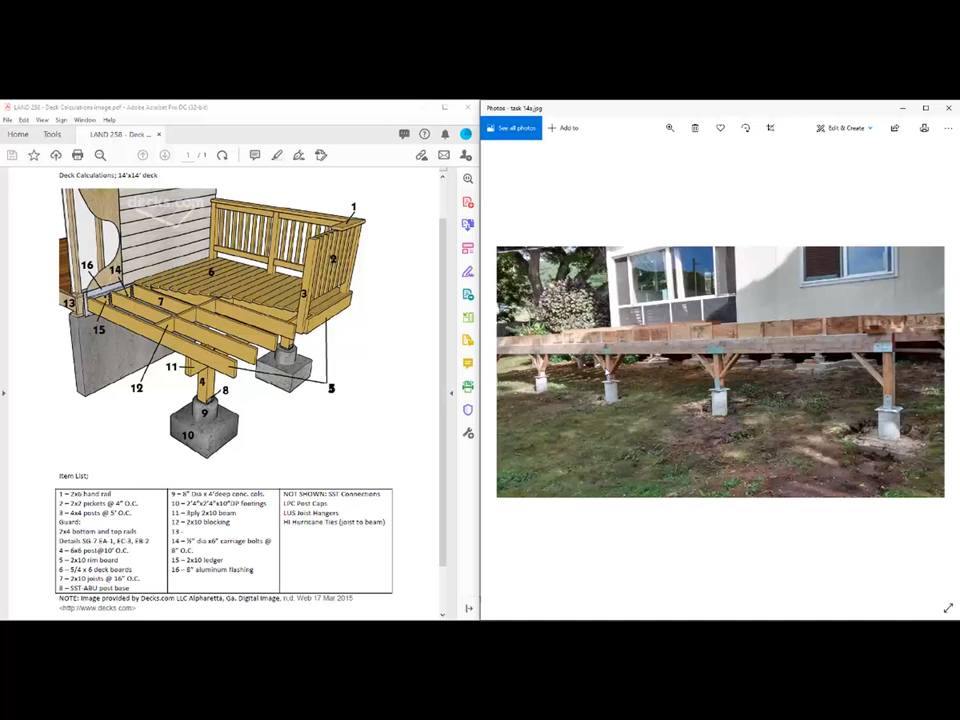 LAND 258 - Deck Calculations image.pdf - Adobe Acrobat Pro DC (32-bit)
File Edit View Sign Window Help
Home Tools LAND 258 – Deck ... ×
1 / 1
Deck Calculations; 14'x14' deck
decks.com
1
2
16
14
6
3
13
7
15
11
12
4
8
5
9
10
Item List;
1 – 2x6 hand rail
2 – 2x2 pickets @ 4" O.C.
3 – 4x4 posts @ 5' O.C.
Guard:
2x4 bottom and top rails
Details SG-7 EA-1, EC-3, EB-2
4 – 6x6 post@10' O.C.
5 – 2x10 rim board
6 – 5/4 x 6 deck boards
7 – 2x10 joists @ 16" O.C.
8 – SST-ABU post base
9 – 8" Dia x 4'deep conc. cols.
10 – 2'4"x2'4"x10"DP footings
11 – 3ply 2x10 beam
12 – 2x10 blocking
13 -
14 – ½" dia x6" carriage bolts @
8" O.C.
15 – 2x10 ledger
16 – 8" aluminum flashing
NOT SHOWN: SST Connections
LPC Post Caps
LUS Joist Hangers
HI Hurricane Ties (joist to beam)
NOTE: Image provided by Decks.com LLC Alpharetta, Ga. Digital Image, n.d. Web 17 Mar 2015
<http://www.decks.com>
Photos - task 14a.jpg
See all photos + Add to Edit & Create